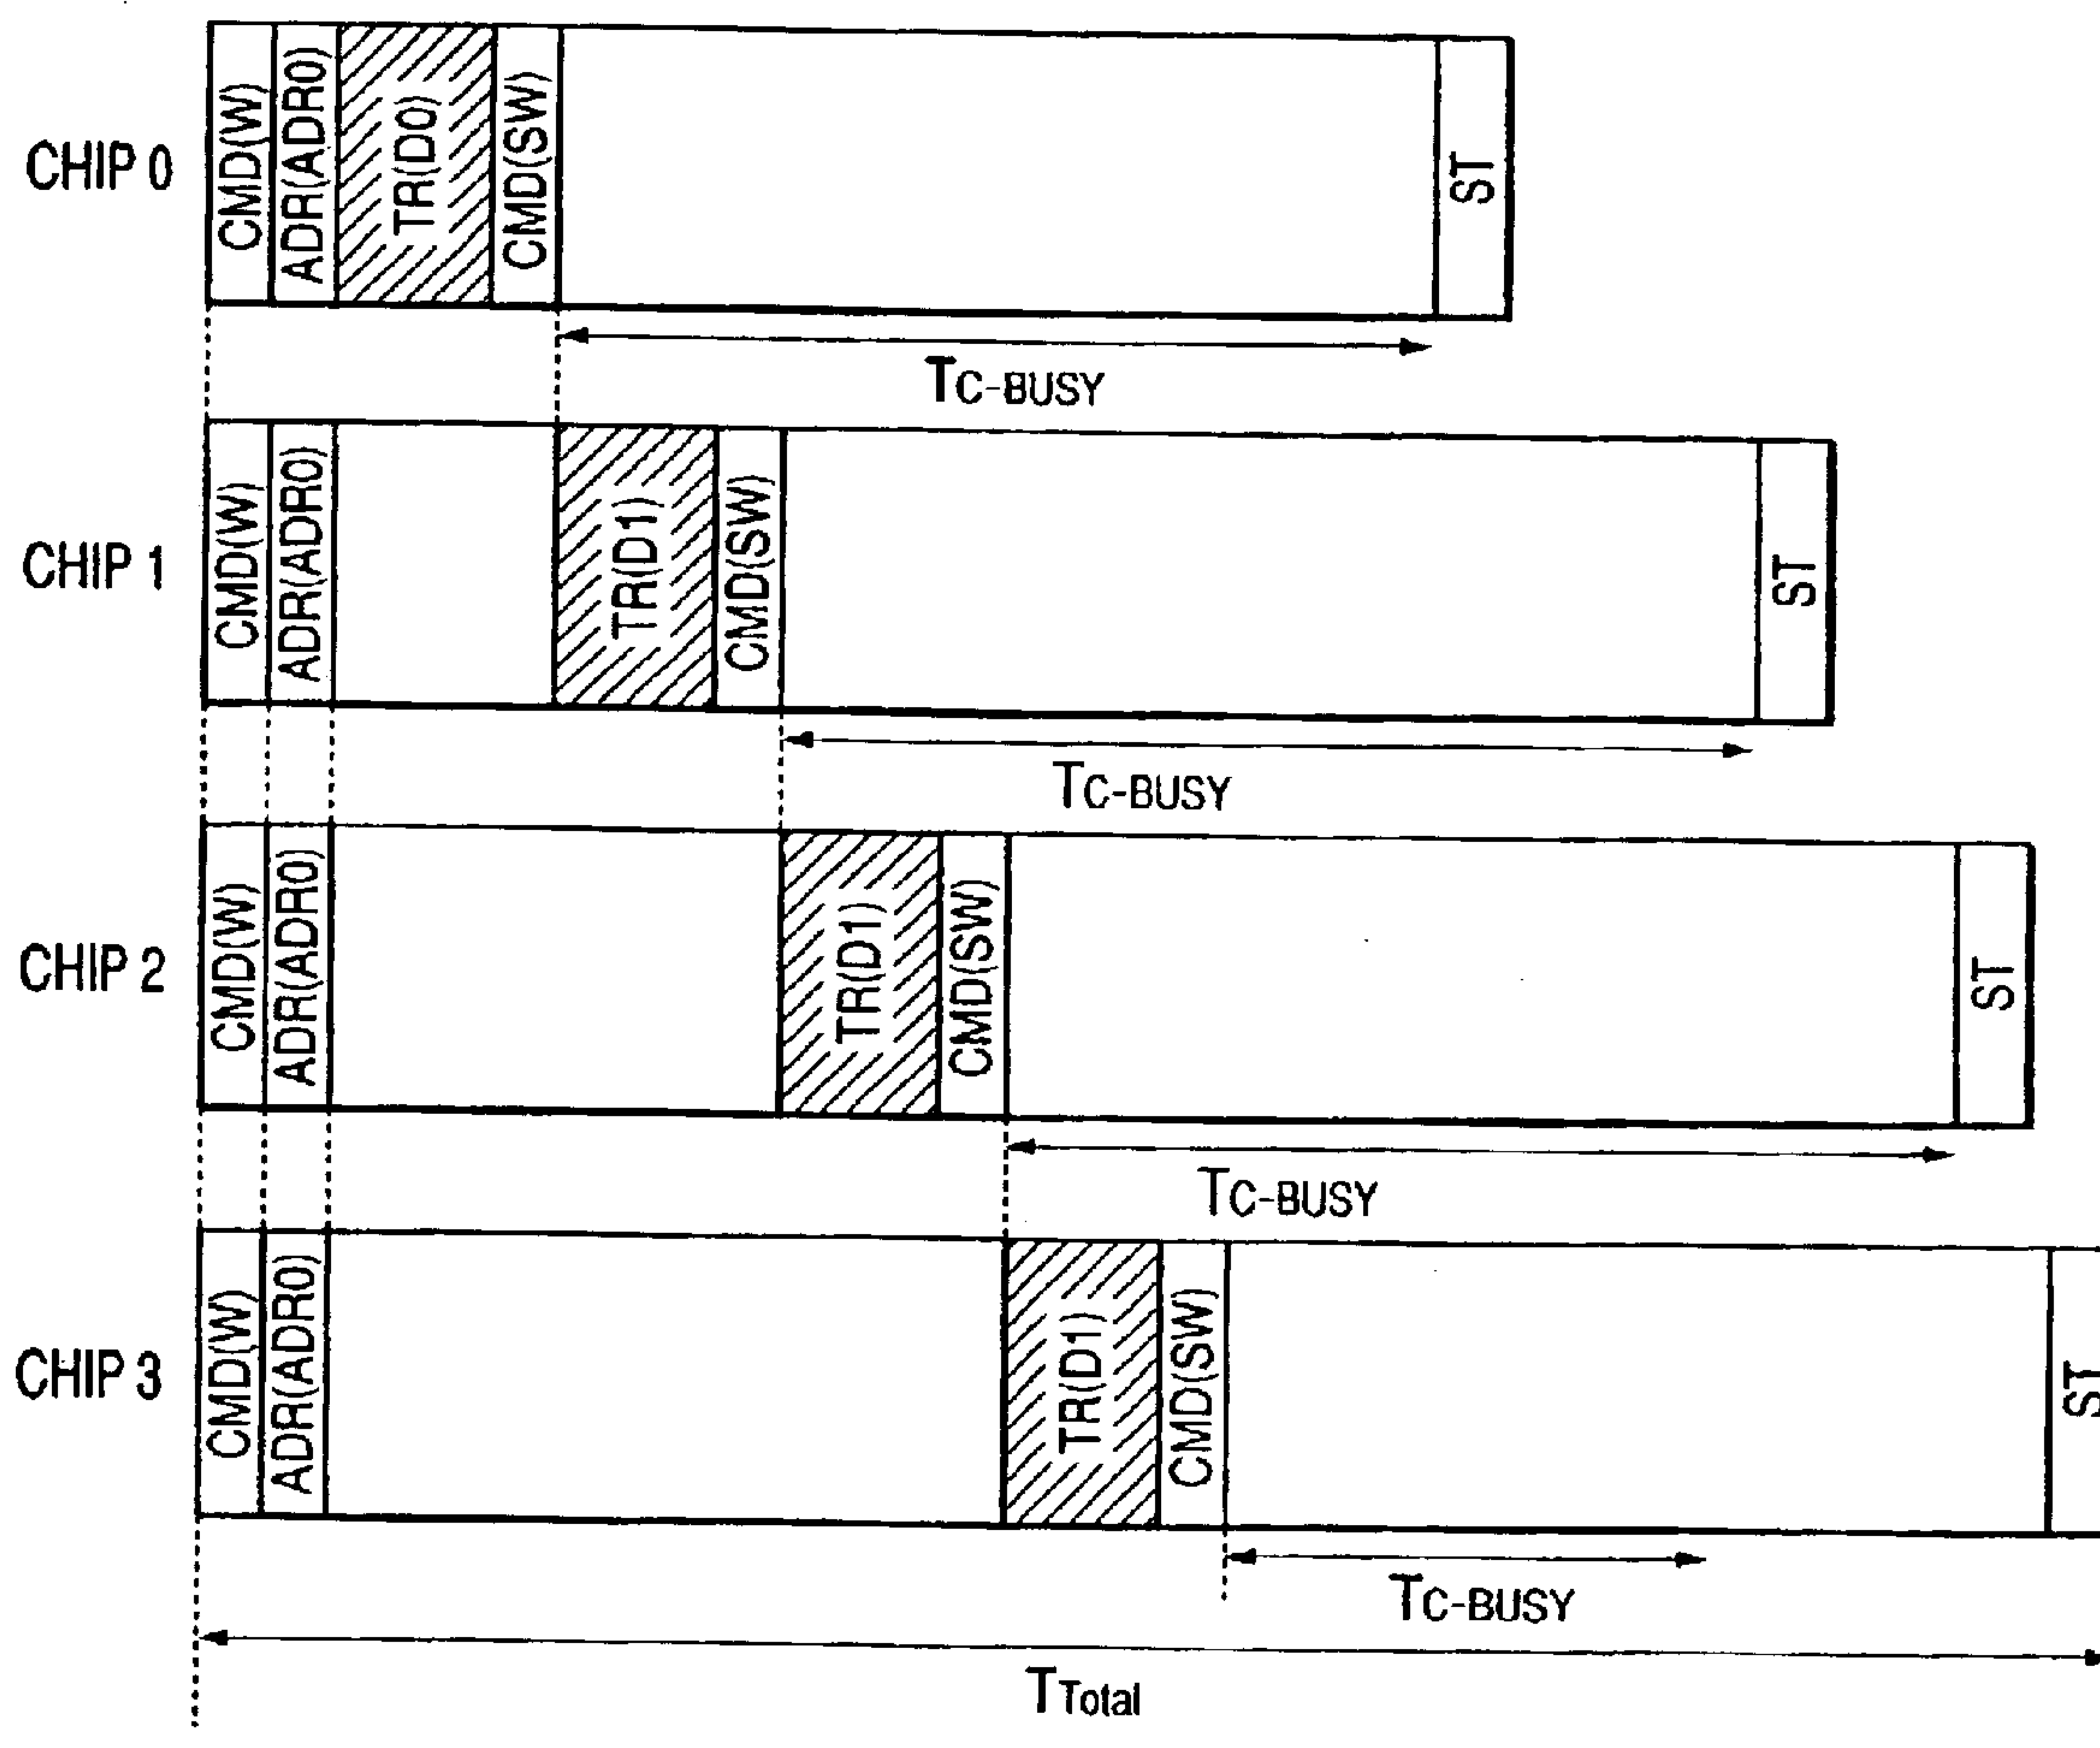 CHIP 0
CMD(W)
ADR(ADR0)
TR(D0)
CMD(SW)
ST
TC-BUSY
CHIP 1
CMD(W)
ADR(ADR0)
TR(D1)
CMD(SW)
ST
TC-BUSY
CHIP 2
CMD(W)
ADR(ADR0)
TR(D1)
CMD(SW)
ST
TC-BUSY
CHIP 3
CMD(W)
ADR(ADR0)
TR(D1)
CMD(SW)
ST
TC-BUSY
TTotal